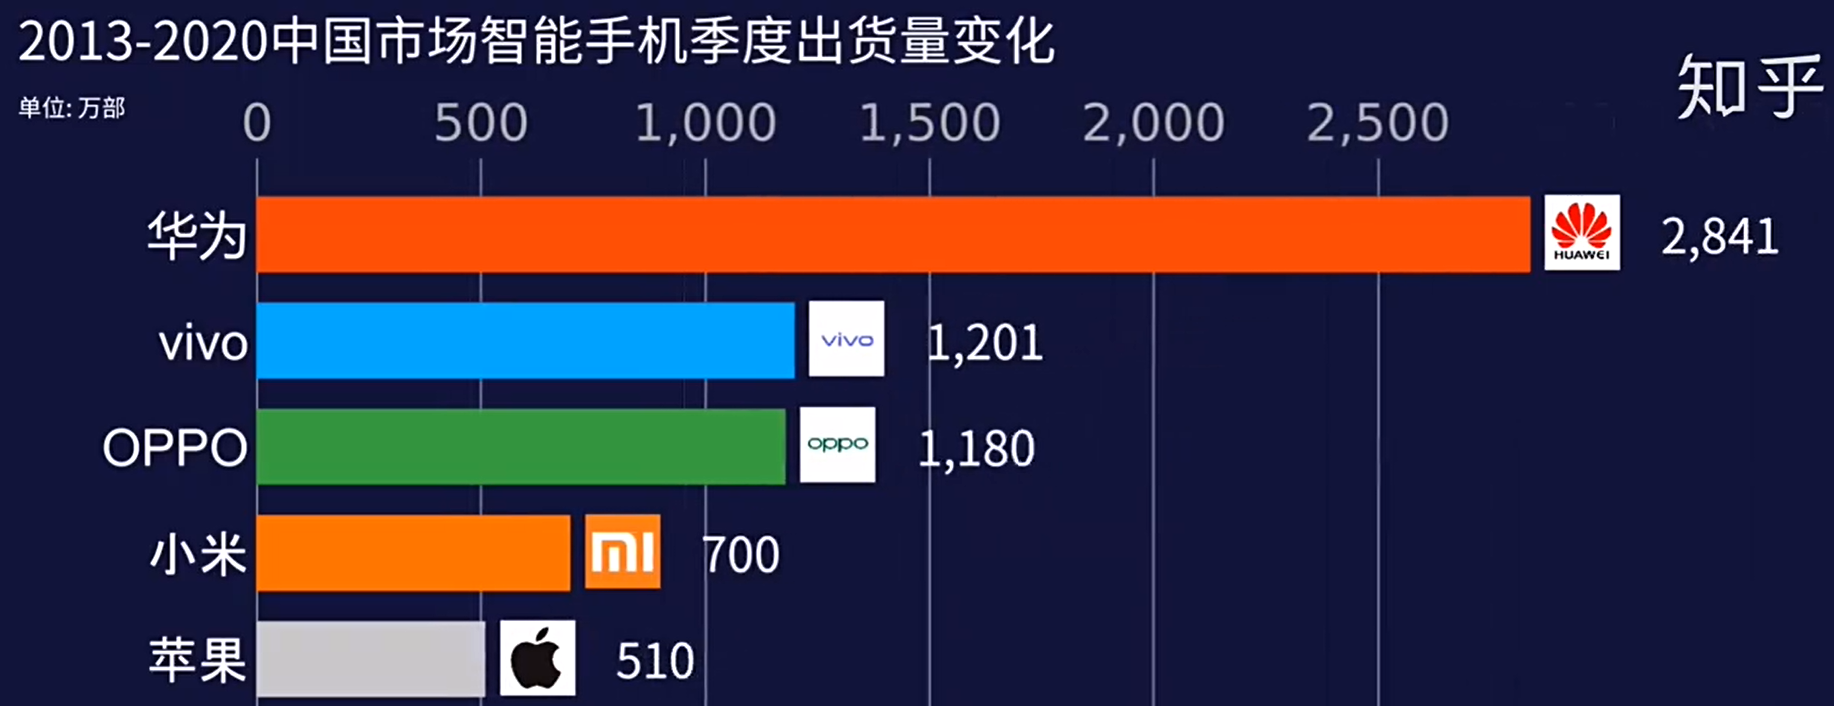 2013-2020中国市场智能手机季度出货量变化
知乎
单位: 万部
0 500 1,000 1,500 2,000 2,500
华为 HUAWEI 2,841
vivo vivo 1,201
OPPO oppo 1,180
小米 mi 700
苹果 510